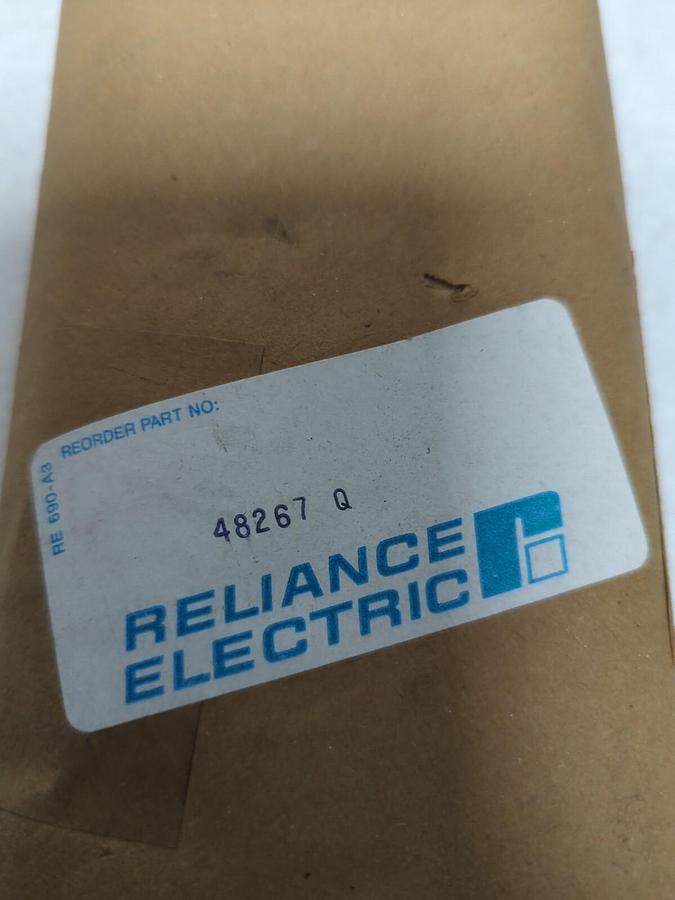 REORDER PART NO:
RE 690-A3
48267 Q
RELIANCE
ELECTRIC